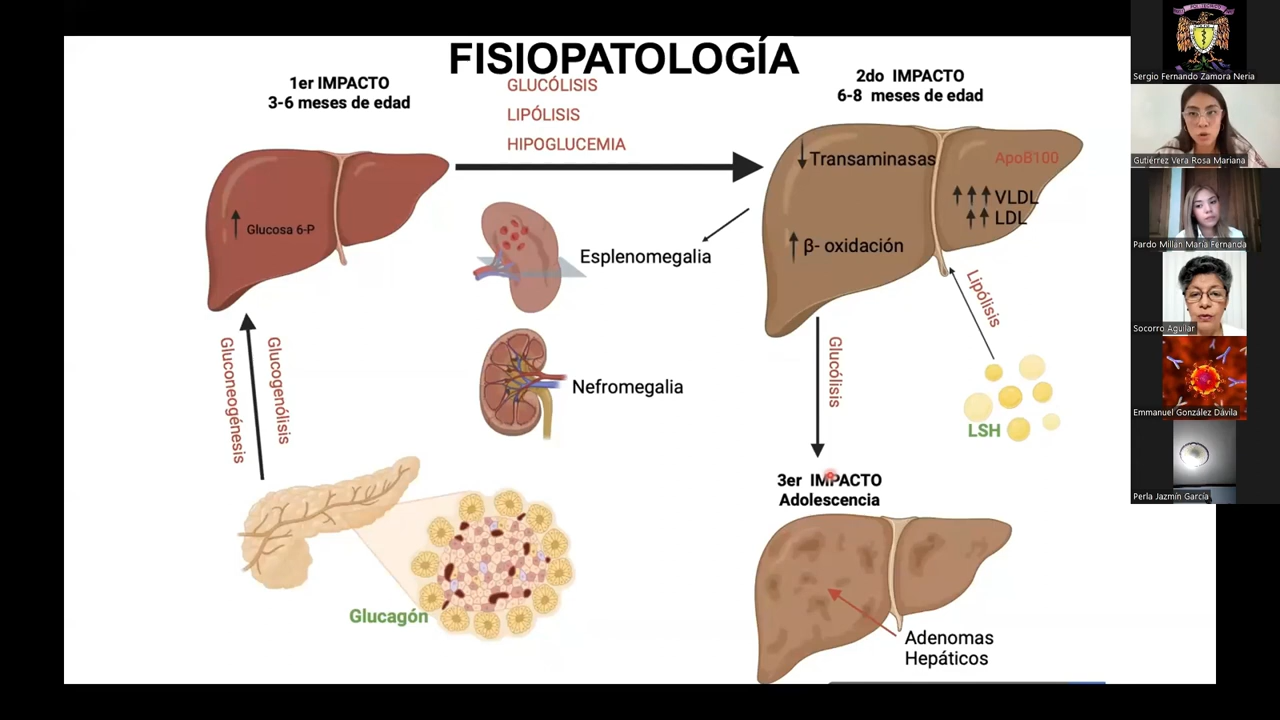 FISIOPATOLOGÍA
1er IMPACTO
3-6 meses de edad
GLUCÓLISIS
LIPÓLISIS
HIPOGLUCEMIA
2do IMPACTO
6-8 meses de edad
Glucosa 6-P
Transaminasas
ApoB100
VLDL
LDL
β- oxidación
Esplenomegalia
Nefromegalia
Gluconeogénesis
Glucogenólisis
Glucagón
Glucólisis
Lipólisis
LSH
3er IMPACTO
Adolescencia
Adenomas
Hepáticos
Sergio Fernando Zamora Neria
Gutiérrez Vera Rosa Mariana
Pardo Millán María Fernanda
Socorro Aguilar
Emmanuel González Dávila
Perla Jazmín García